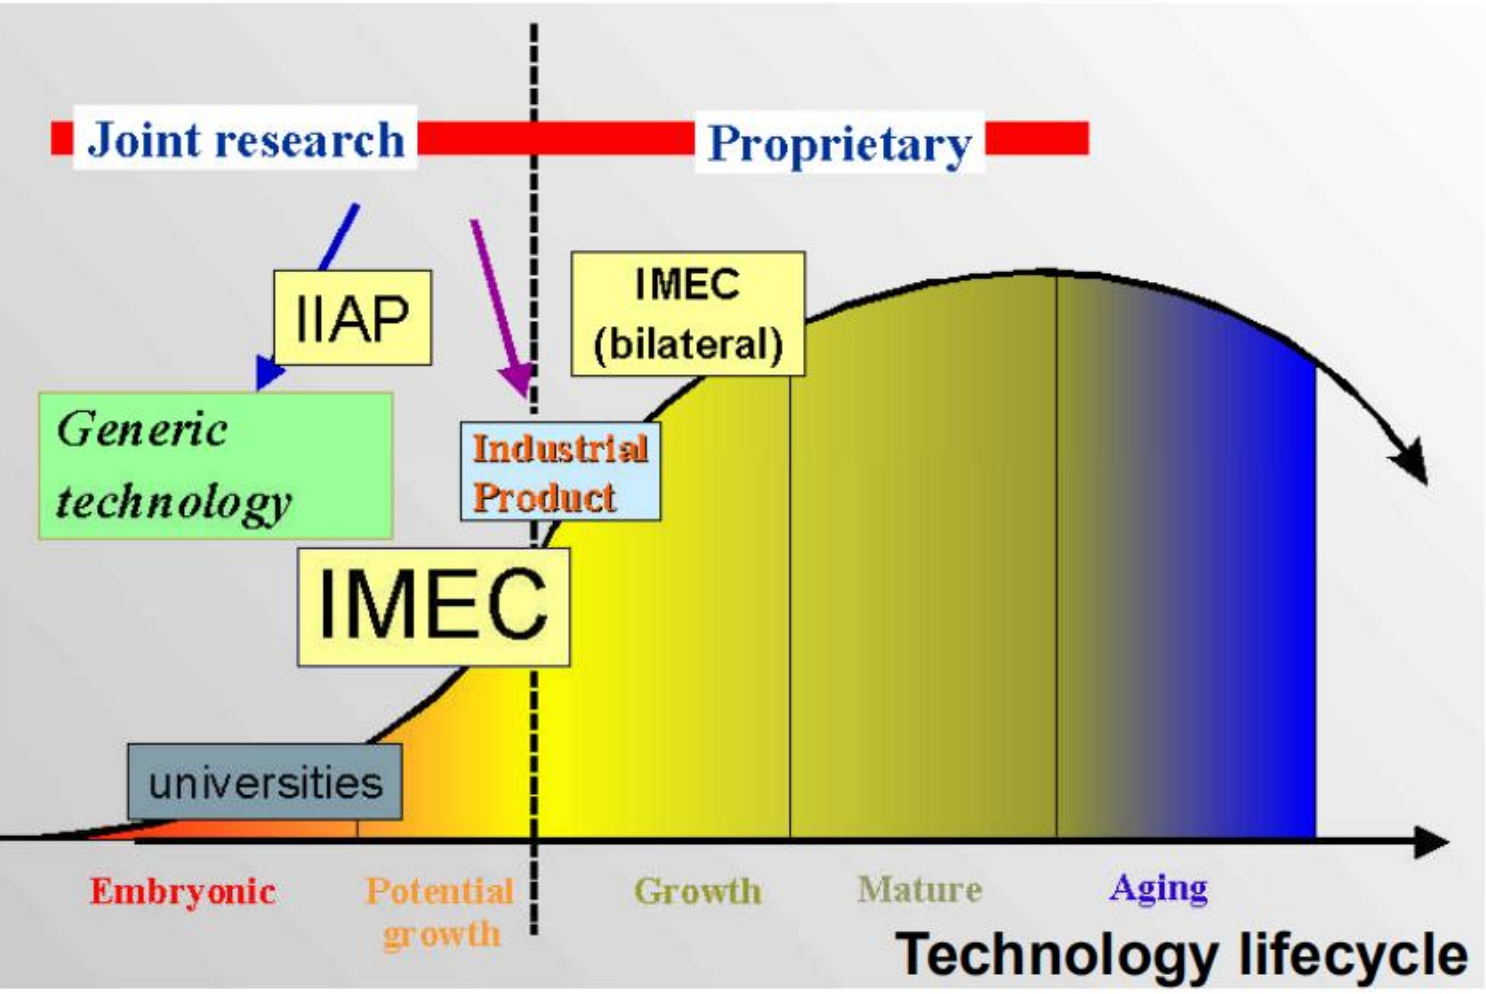 Joint research
Proprietary
IIAP
IMEC
(bilateral)
Generic
technology
Industrial
Product
IMEC
universities
Embryonic
Potential
growth
Growth
Mature
Aging
Technology lifecycle